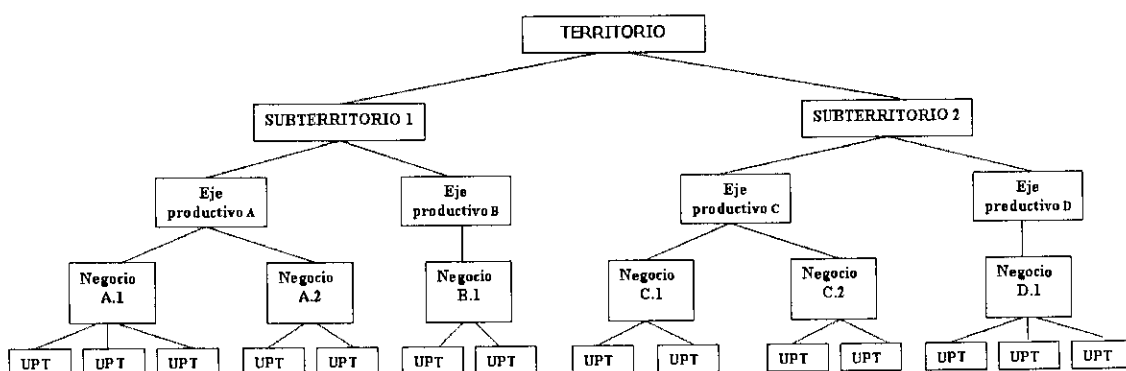 TERRITORIO
SUBTERRITORIO 1
SUBTERRITORIO 2
Eje
productivo A
Eje
productivo B
Eje
productivo C
Eje
productivo D
Negocio
A.1
Negocio
A.2
Negocio
B.1
Negocio
C.1
Negocio
C.2
Negocio
D.1
UPT
UPT
UPT
UPT
UPT
UPT
UPT
UPT
UPT
UPT
UPT
UPT
UPT
UPT